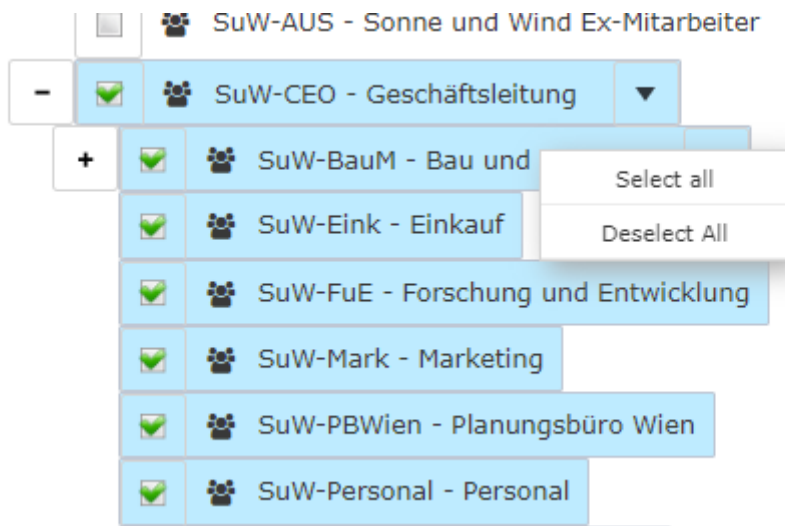 SuW-AUS - Sonne und Wind Ex-Mitarbeiter
SuW-CEO - Geschäftsleitung
SuW-BauM - Bau und
Select all
SuW-Eink - Einkauf
Deselect All
SuW-FuE - Forschung und Entwicklung
SuW-Mark - Marketing
SuW-PBWien - Planungsbüro Wien
SuW-Personal - Personal